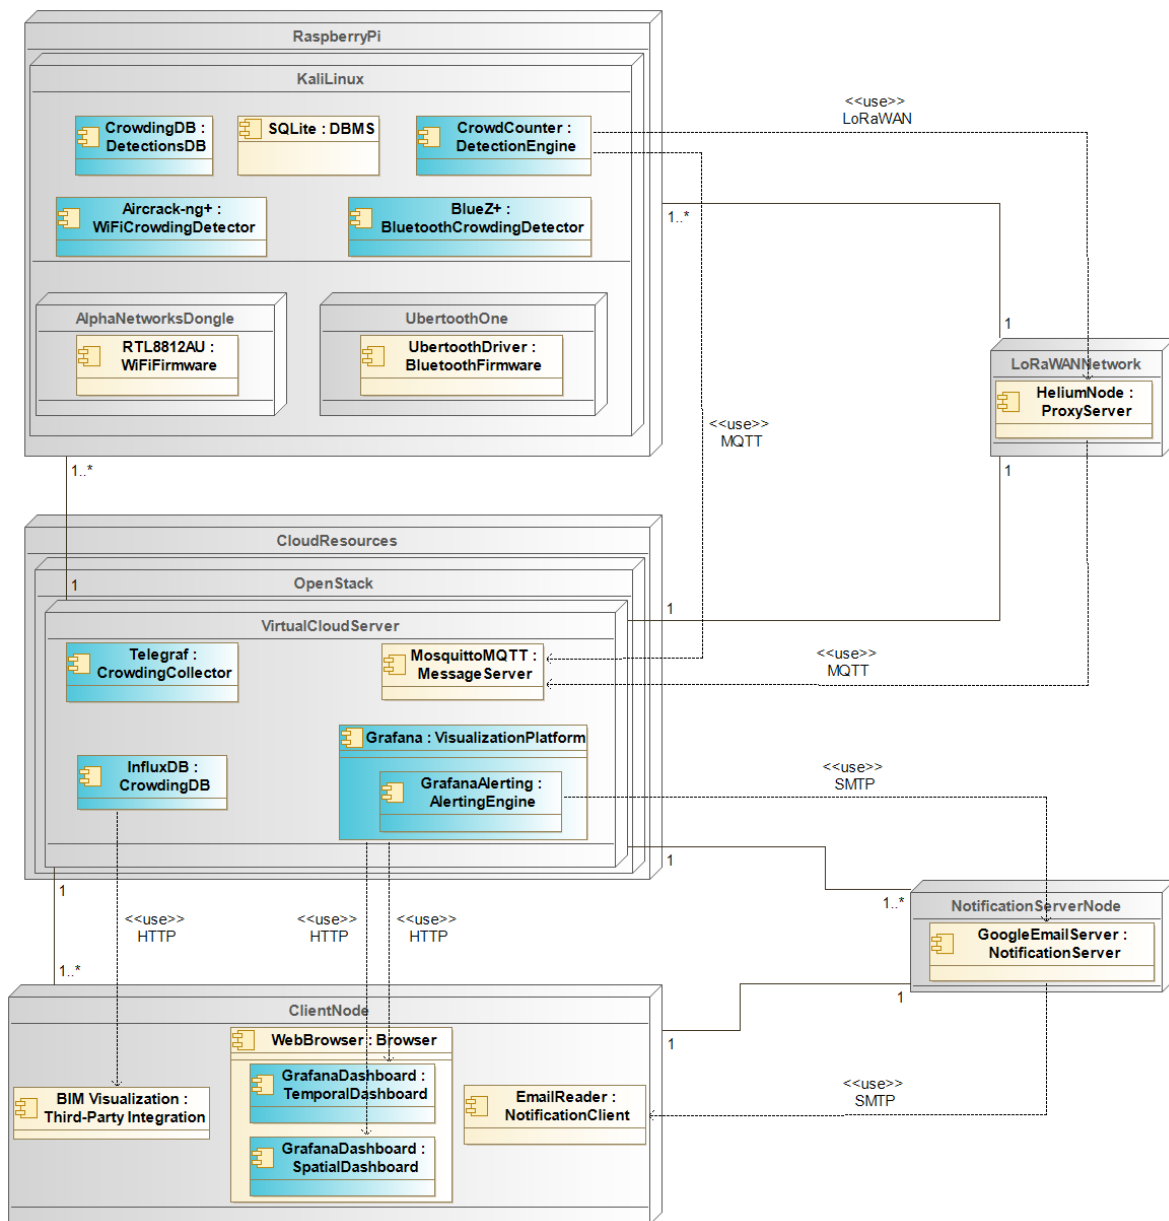 RaspberryPi
KaliLinux
CrowdingDB :
DetectionsDB
SQLite : DBMS
CrowdCounter :
DetectionEngine
<<use>>
LoRaWAN
Aircrack-ng+ :
WiFiCrowdingDetector
BlueZ+ :
BluetoothCrowdingDetector
1..*
AlphaNetworksDongle
RTL8812AU :
WiFiFirmware
UbertoothOne
UbertoothDriver :
BluetoothFirmware
1
LoRaWANNetwork
HeliumNode :
ProxyServer
<<use>>
MQTT
1..*
1
CloudResources
OpenStack
1
1
VirtualCloudServer
Telegraf :
CrowdingCollector
MosquittoMQTT :
MessageServer
<<use>>
MQTT
Grafana : VisualizationPlatform
InfluxDB :
CrowdingDB
GrafanaAlerting :
AlertingEngine
<<use>>
SMTP
1
1
<<use>>
HTTP
<<use>>
HTTP
<<use>>
HTTP
1..*
NotificationServerNode
GoogleEmailServer :
NotificationServer
1..*
1
ClientNode
WebBrowser : Browser
1
GrafanaDashboard :
TemporalDashboard
BIM Visualization :
Third-Party Integration
EmailReader :
NotificationClient
<<use>>
SMTP
GrafanaDashboard :
SpatialDashboard